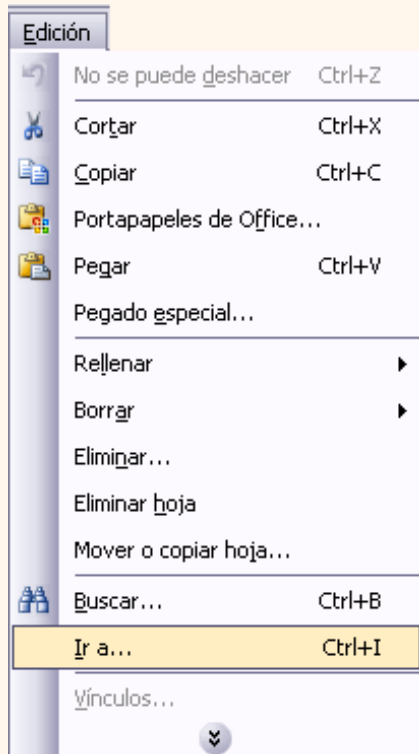 Edición
No se puede deshacer Ctrl+Z
Cortar Ctrl+X
Copiar Ctrl+C
Portapapeles de Office...
Pegar Ctrl+V
Pegado especial...
Rellenar
Borrar
Eliminar...
Eliminar hoja
Mover o copiar hoja...
Buscar... Ctrl+B
Ir a... Ctrl+I
Vínculos...